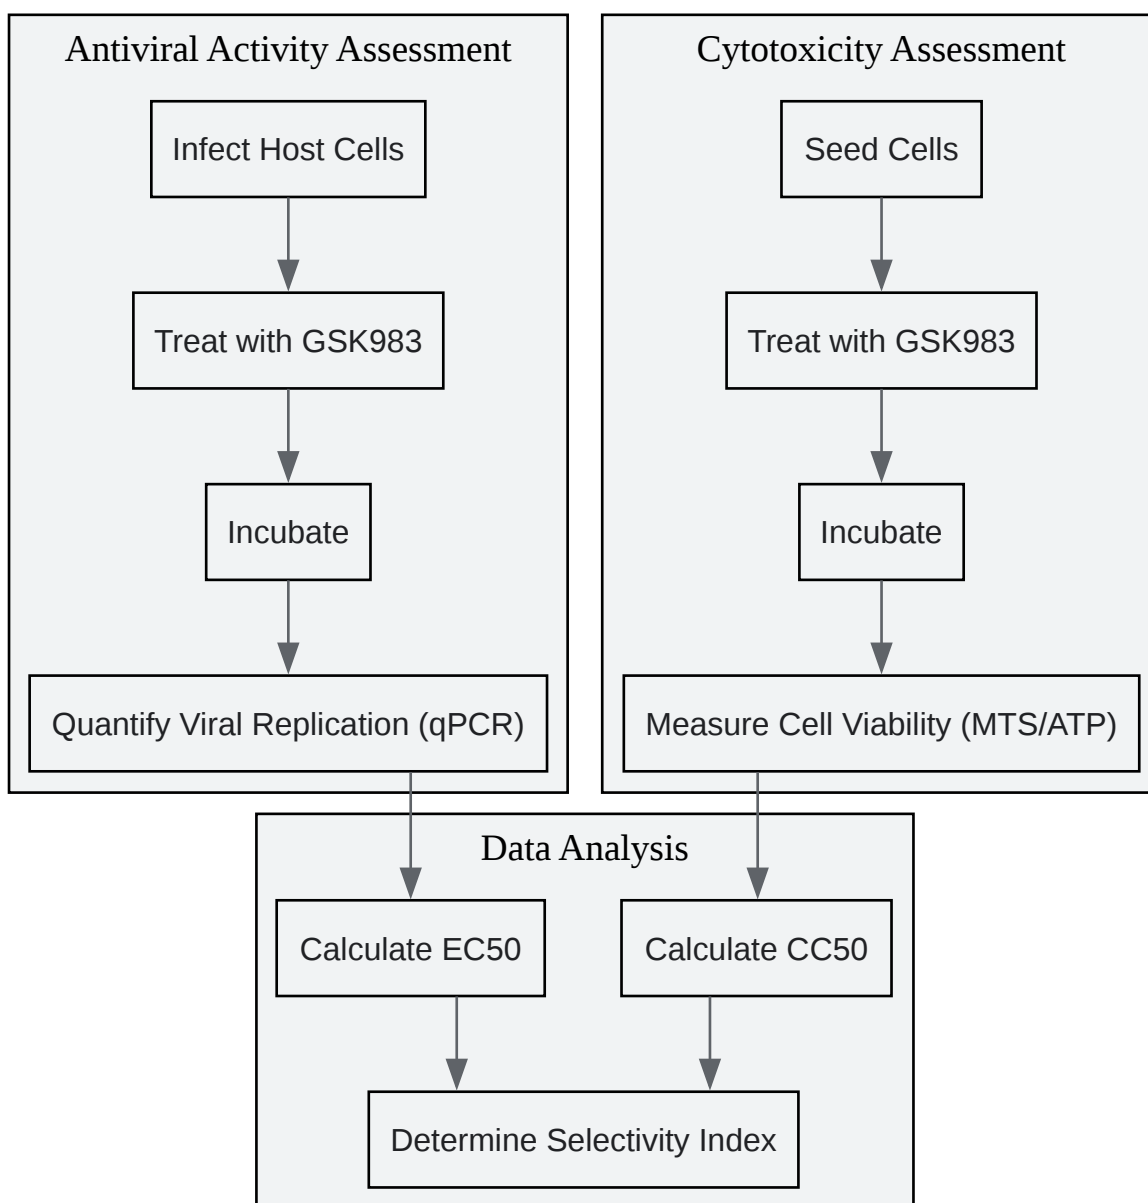 Antiviral Activity Assessment
Infect Host Cells
Treat with GSK983
Incubate
Quantify Viral Replication (qPCR)
Cytotoxicity Assessment
Seed Cells
Treat with GSK983
Incubate
Measure Cell Viability (MTS/ATP)
Data Analysis
Calculate EC50
Calculate CC50
Determine Selectivity Index